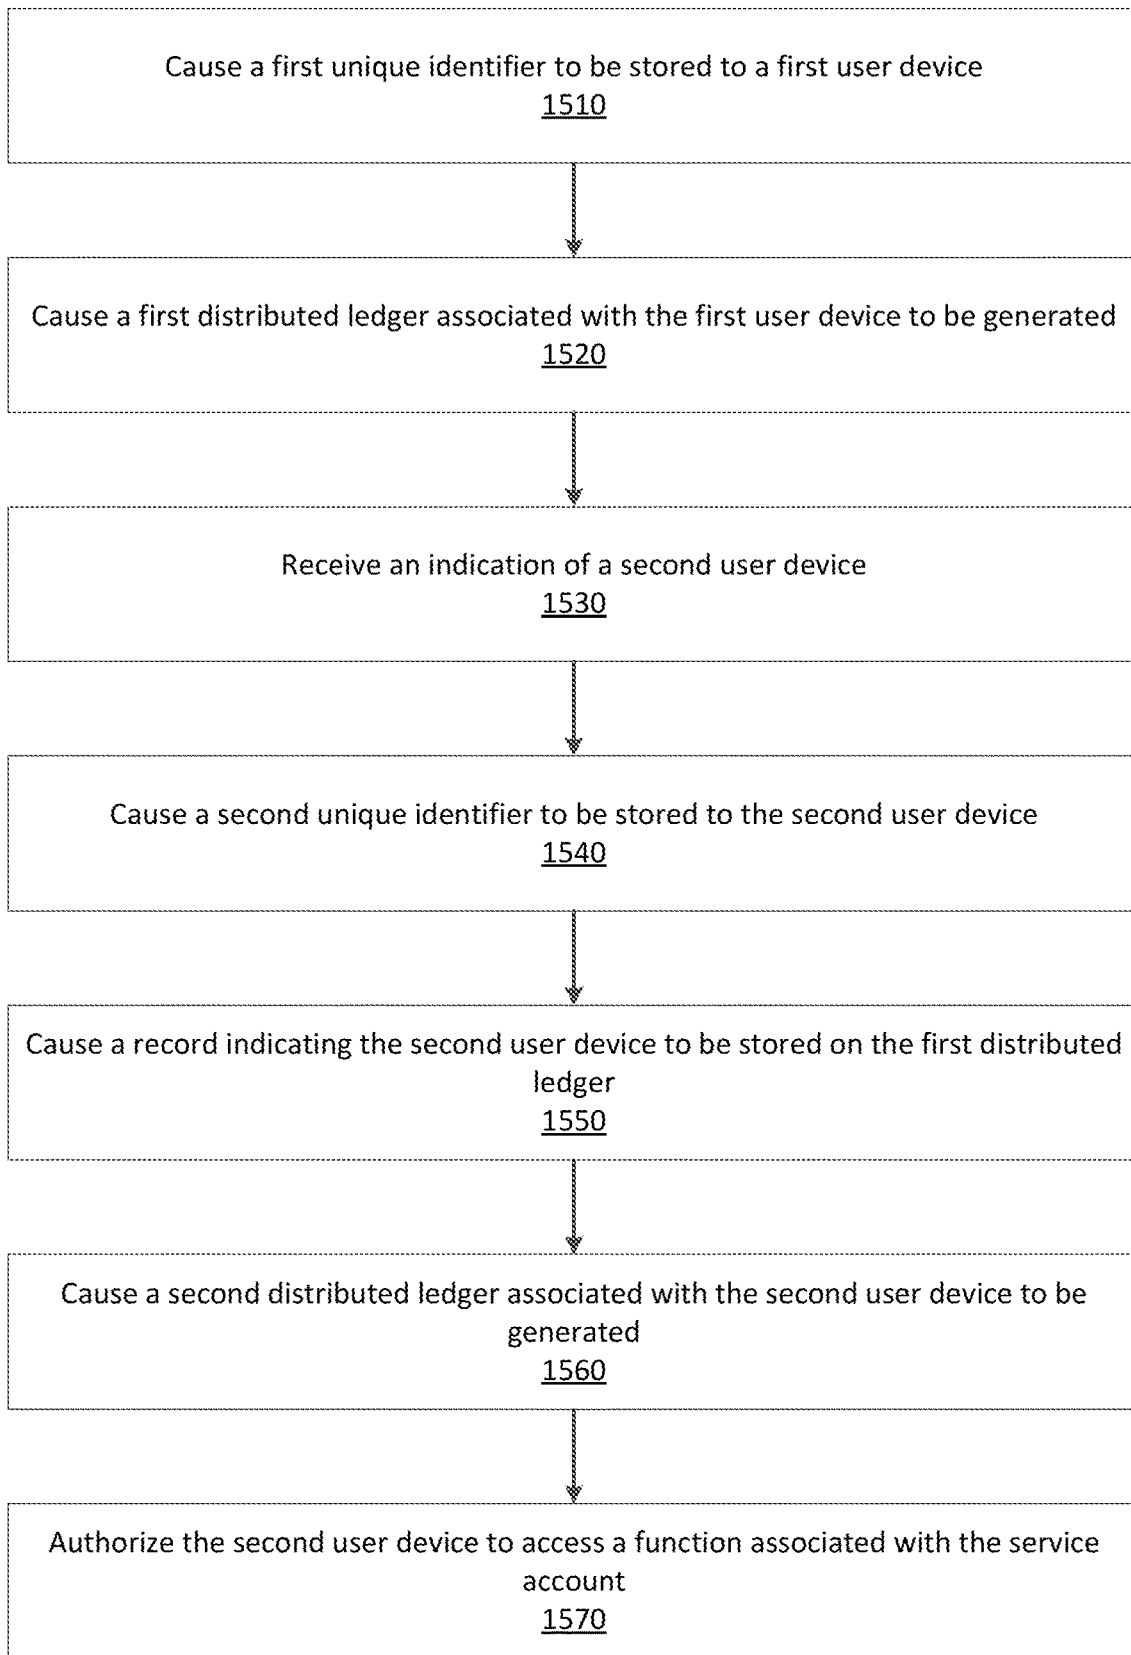 Cause a first unique identifier to be stored to a first user device
1510
Cause a first distributed ledger associated with the first user device to be generated
1520
Receive an indication of a second user device
1530
Cause a second unique identifier to be stored to the second user device
1540
Cause a record indicating the second user device to be stored on the first distributed
ledger
1550
Cause a second distributed ledger associated with the second user device to be
generated
1560
Authorize the second user device to access a function associated with the service
account
1570